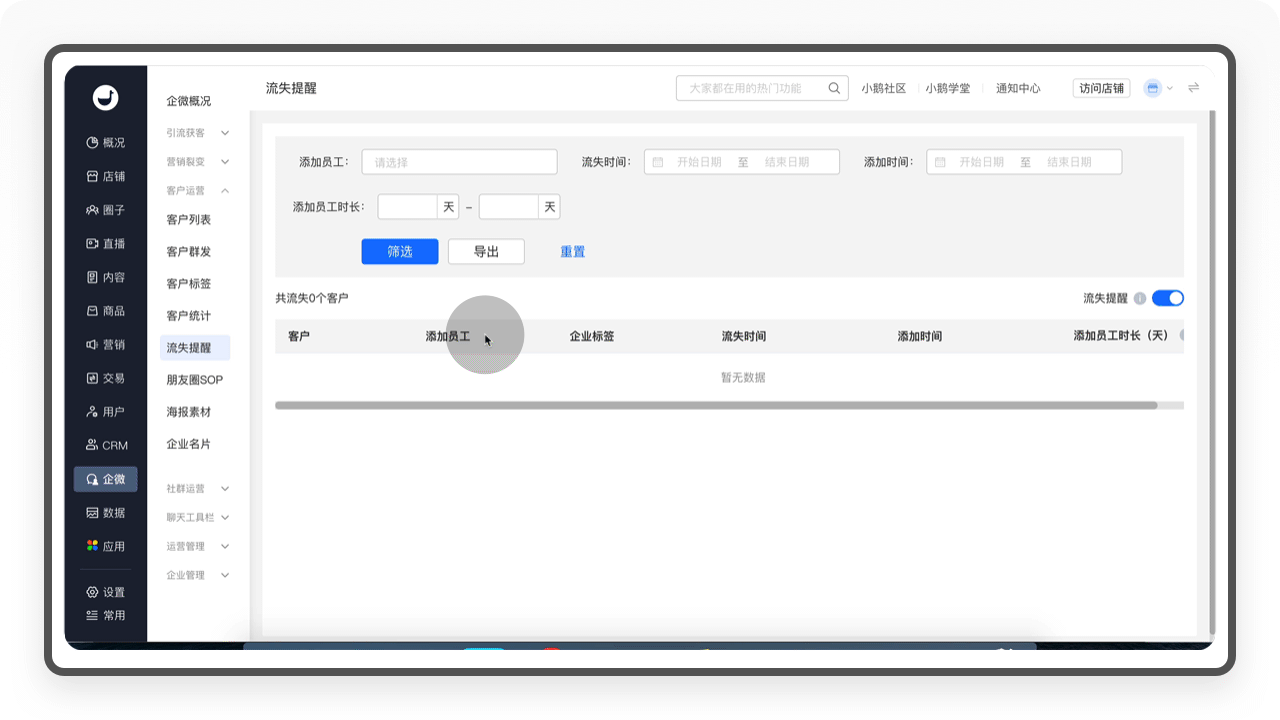 流失提醒
大家都在用的热门功能
小鹅社区
小鹅学堂
通知中心
访问店铺
概况
店铺
圈子
直播
内容
商品
营销
交易
用户
CRM
企微
数据
应用
设置
常用
企微概况
引流获客
营销裂变
客户运营
客户列表
客户群发
客户标签
客户统计
流失提醒
朋友圈SOP
海报素材
企业名片
社群运营
聊天工具栏
运营管理
企业管理
添加员工： 请选择 流失时间： 开始日期 至 结束日期 添加时间： 开始日期 至 结束日期
添加员工时长： 天 – 天
筛选 导出 重置
共流失0个客户 流失提醒
客户 添加员工 企业标签 流失时间 添加时间 添加员工时长（天）
暂无数据